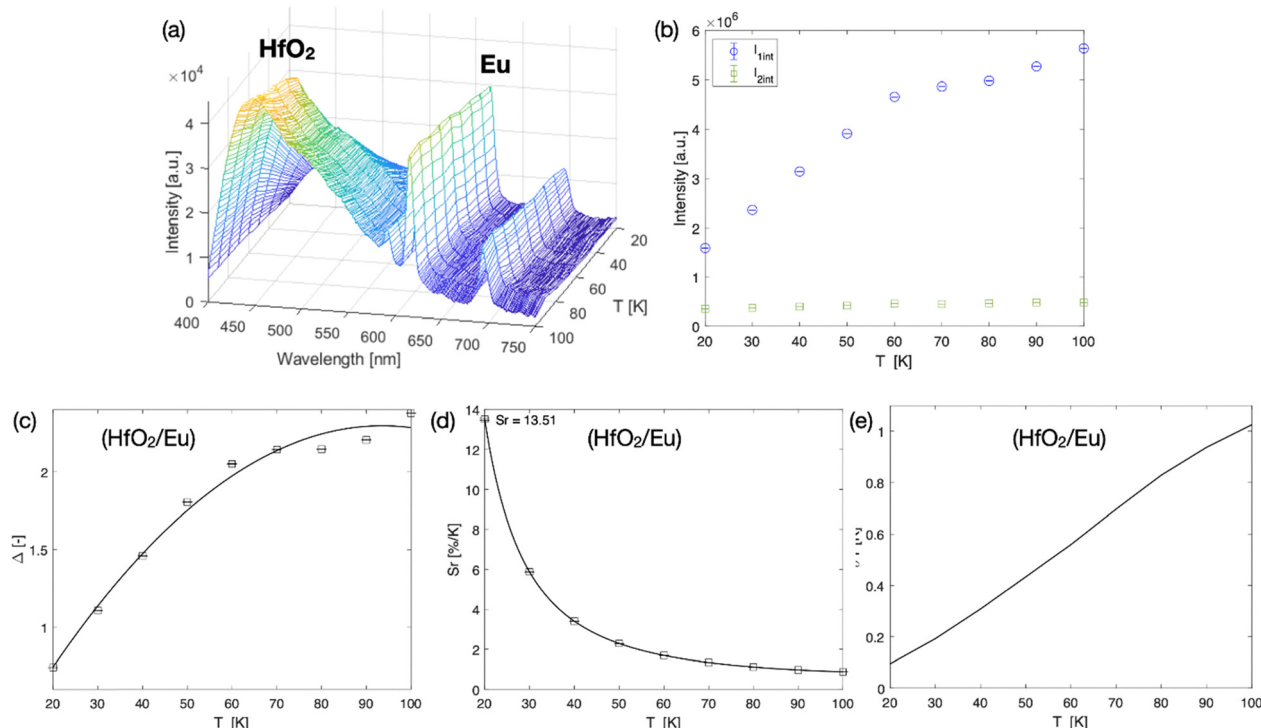 (a)
HfO₂
Eu
×10⁴
4
3
2
1
0
Intensity [a.u.]
400
450
500
550
600
650
700
750
Wavelength [nm]
20
40
60
80
100
T [K]
(b)
×10⁶
I1int
I2int
6
5
4
3
2
1
0
Intensity [a.u.]
20 30 40 50 60 70 80 90 100
T [K]
(c)
(HfO₂/Eu)
2
1.5
1
Δ [-]
20 30 40 50 60 70 80 90 100
T [K]
(d)
Sr = 13.51
(HfO₂/Eu)
14
12
10
8
6
4
2
0
Sr [%/K]
20 30 40 50 60 70 80 90 100
T [K]
(e)
(HfO₂/Eu)
1
0.8
0.6
0.4
0.2
0
20 30 40 50 60 70 80 90 100
T [K]